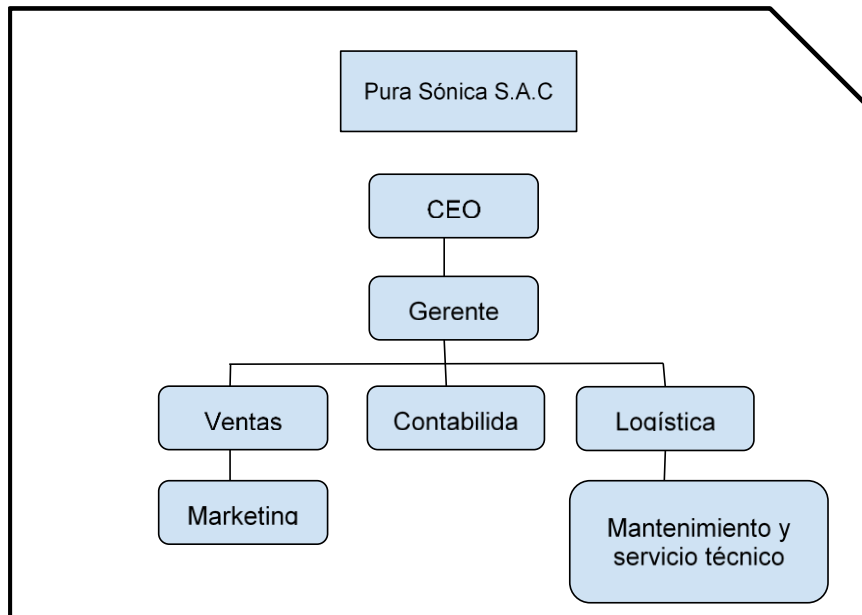 Pura Sónica S.A.C
CEO
Gerente
Ventas
Contabilida
Logística
Marketing
Mantenimiento y
servicio técnico